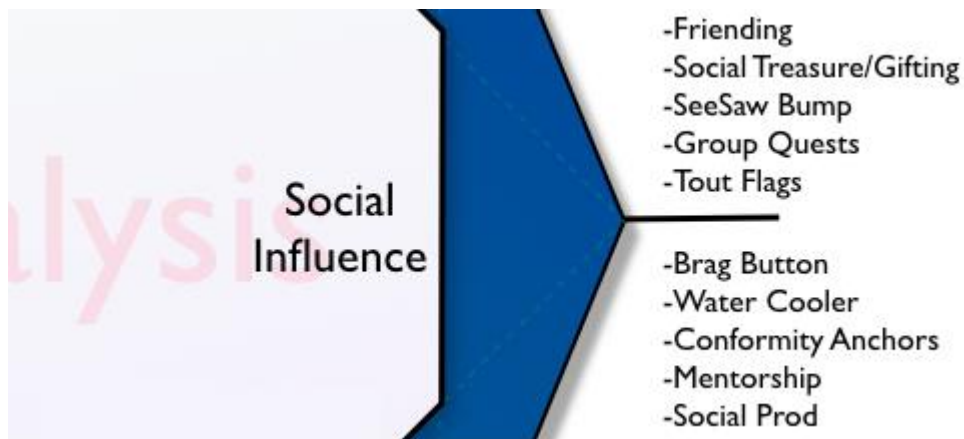 -Friending
-Social Treasure/Gifting
-SeeSaw Bump
-Group Quests
-Tout Flags
alysis
Social
Influence
-Brag Button
-Water Cooler
-Conformity Anchors
-Mentorship
-Social Prod